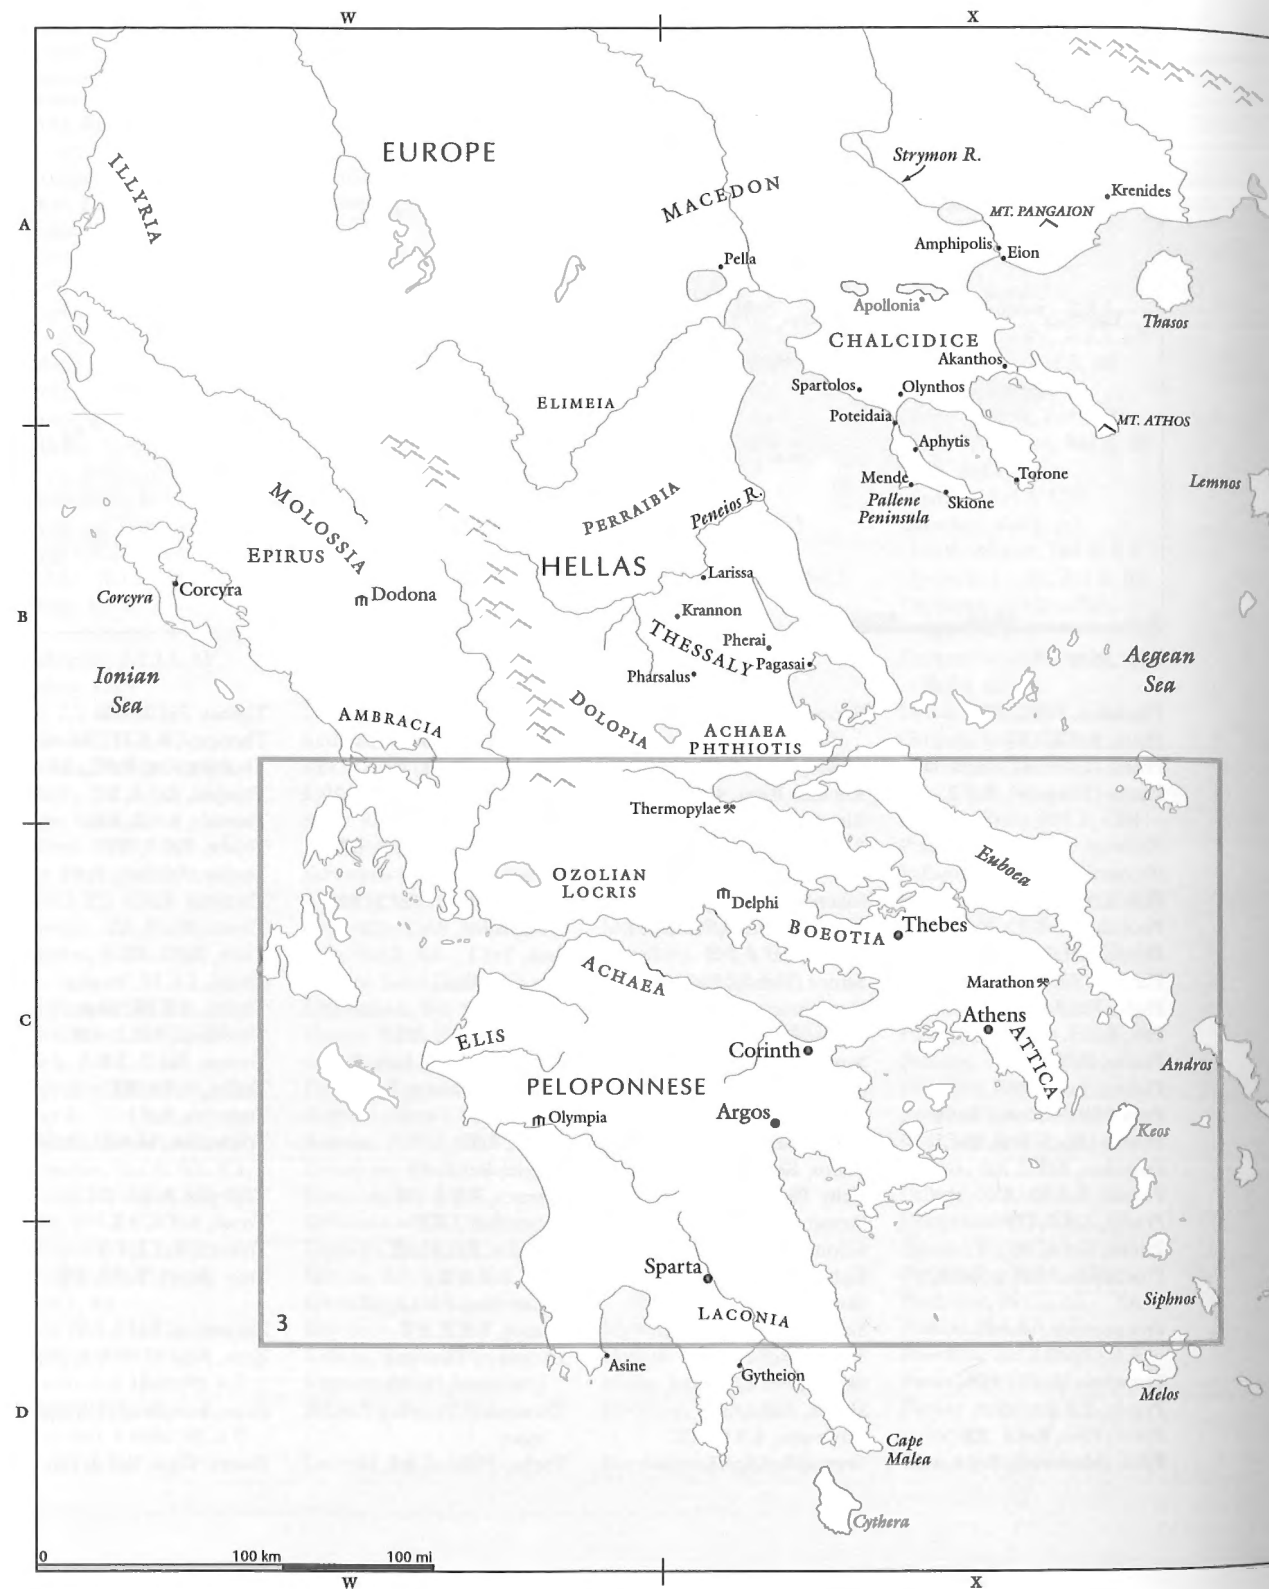 W
X
EUROPE
ILLYRIA
MACEDON
Strymon R.
Krenides
MT. PANGAION
A
Amphipolis
Eion
Pella
Apollonia
Thasos
CHALCIDICE
Akanthos
Spartolos
Olynthos
ELIMEIA
Poteidaia
MT. ATHOS
Aphytis
Mende
Torone
Pallene
Peninsula
Skione
Lemnos
MOLOSSIA
PERRAIBIA
Peneios R.
EPIRUS
HELLAS
Larissa
Corcyra
Corcyra
Dodona
Krannon
B
THESSALY
Pherai
Pagasai
Pharsalus
Ionian
Sea
Aegean
Sea
DOLOPIA
AMBRACIA
ACHAEA
PHTHIOTIS
Thermopylae
Euboea
OZOLIAN
LOCRIS
Delphi
BOEOTIA
Thebes
ACHAEA
Marathon
Athens
C
ELIS
Corinth
ATTICA
Andros
PELOPONNESE
Olympia
Argos
Keos
Sparta
LACONIA
Siphnos
3
Asine
Gytheion
Melos
D
Cape
Malea
Cythera
0
100 km
100 mi
W
X